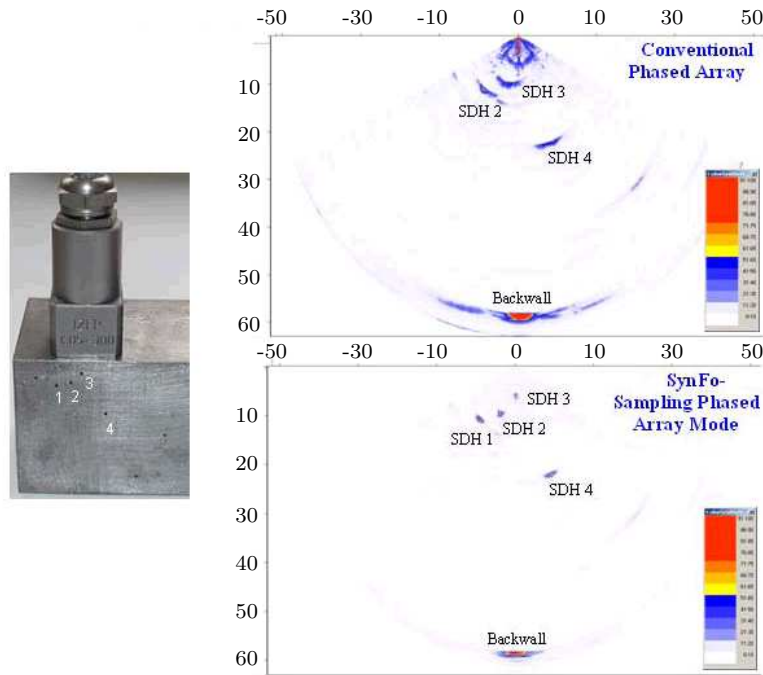 -50 -30 -10 0 10 30 50
Conventional
Phased Array
10
20
30
40
50
60
SDH 3
SDH 2
SDH 4
Backwall
IZFP
1
2
3
4
-50 -30 -10 0 10 30 50
SynFo-
Sampling Phased
Array Mode
10
20
30
40
50
60
SDH 3
SDH 2
SDH 1
SDH 4
Backwall